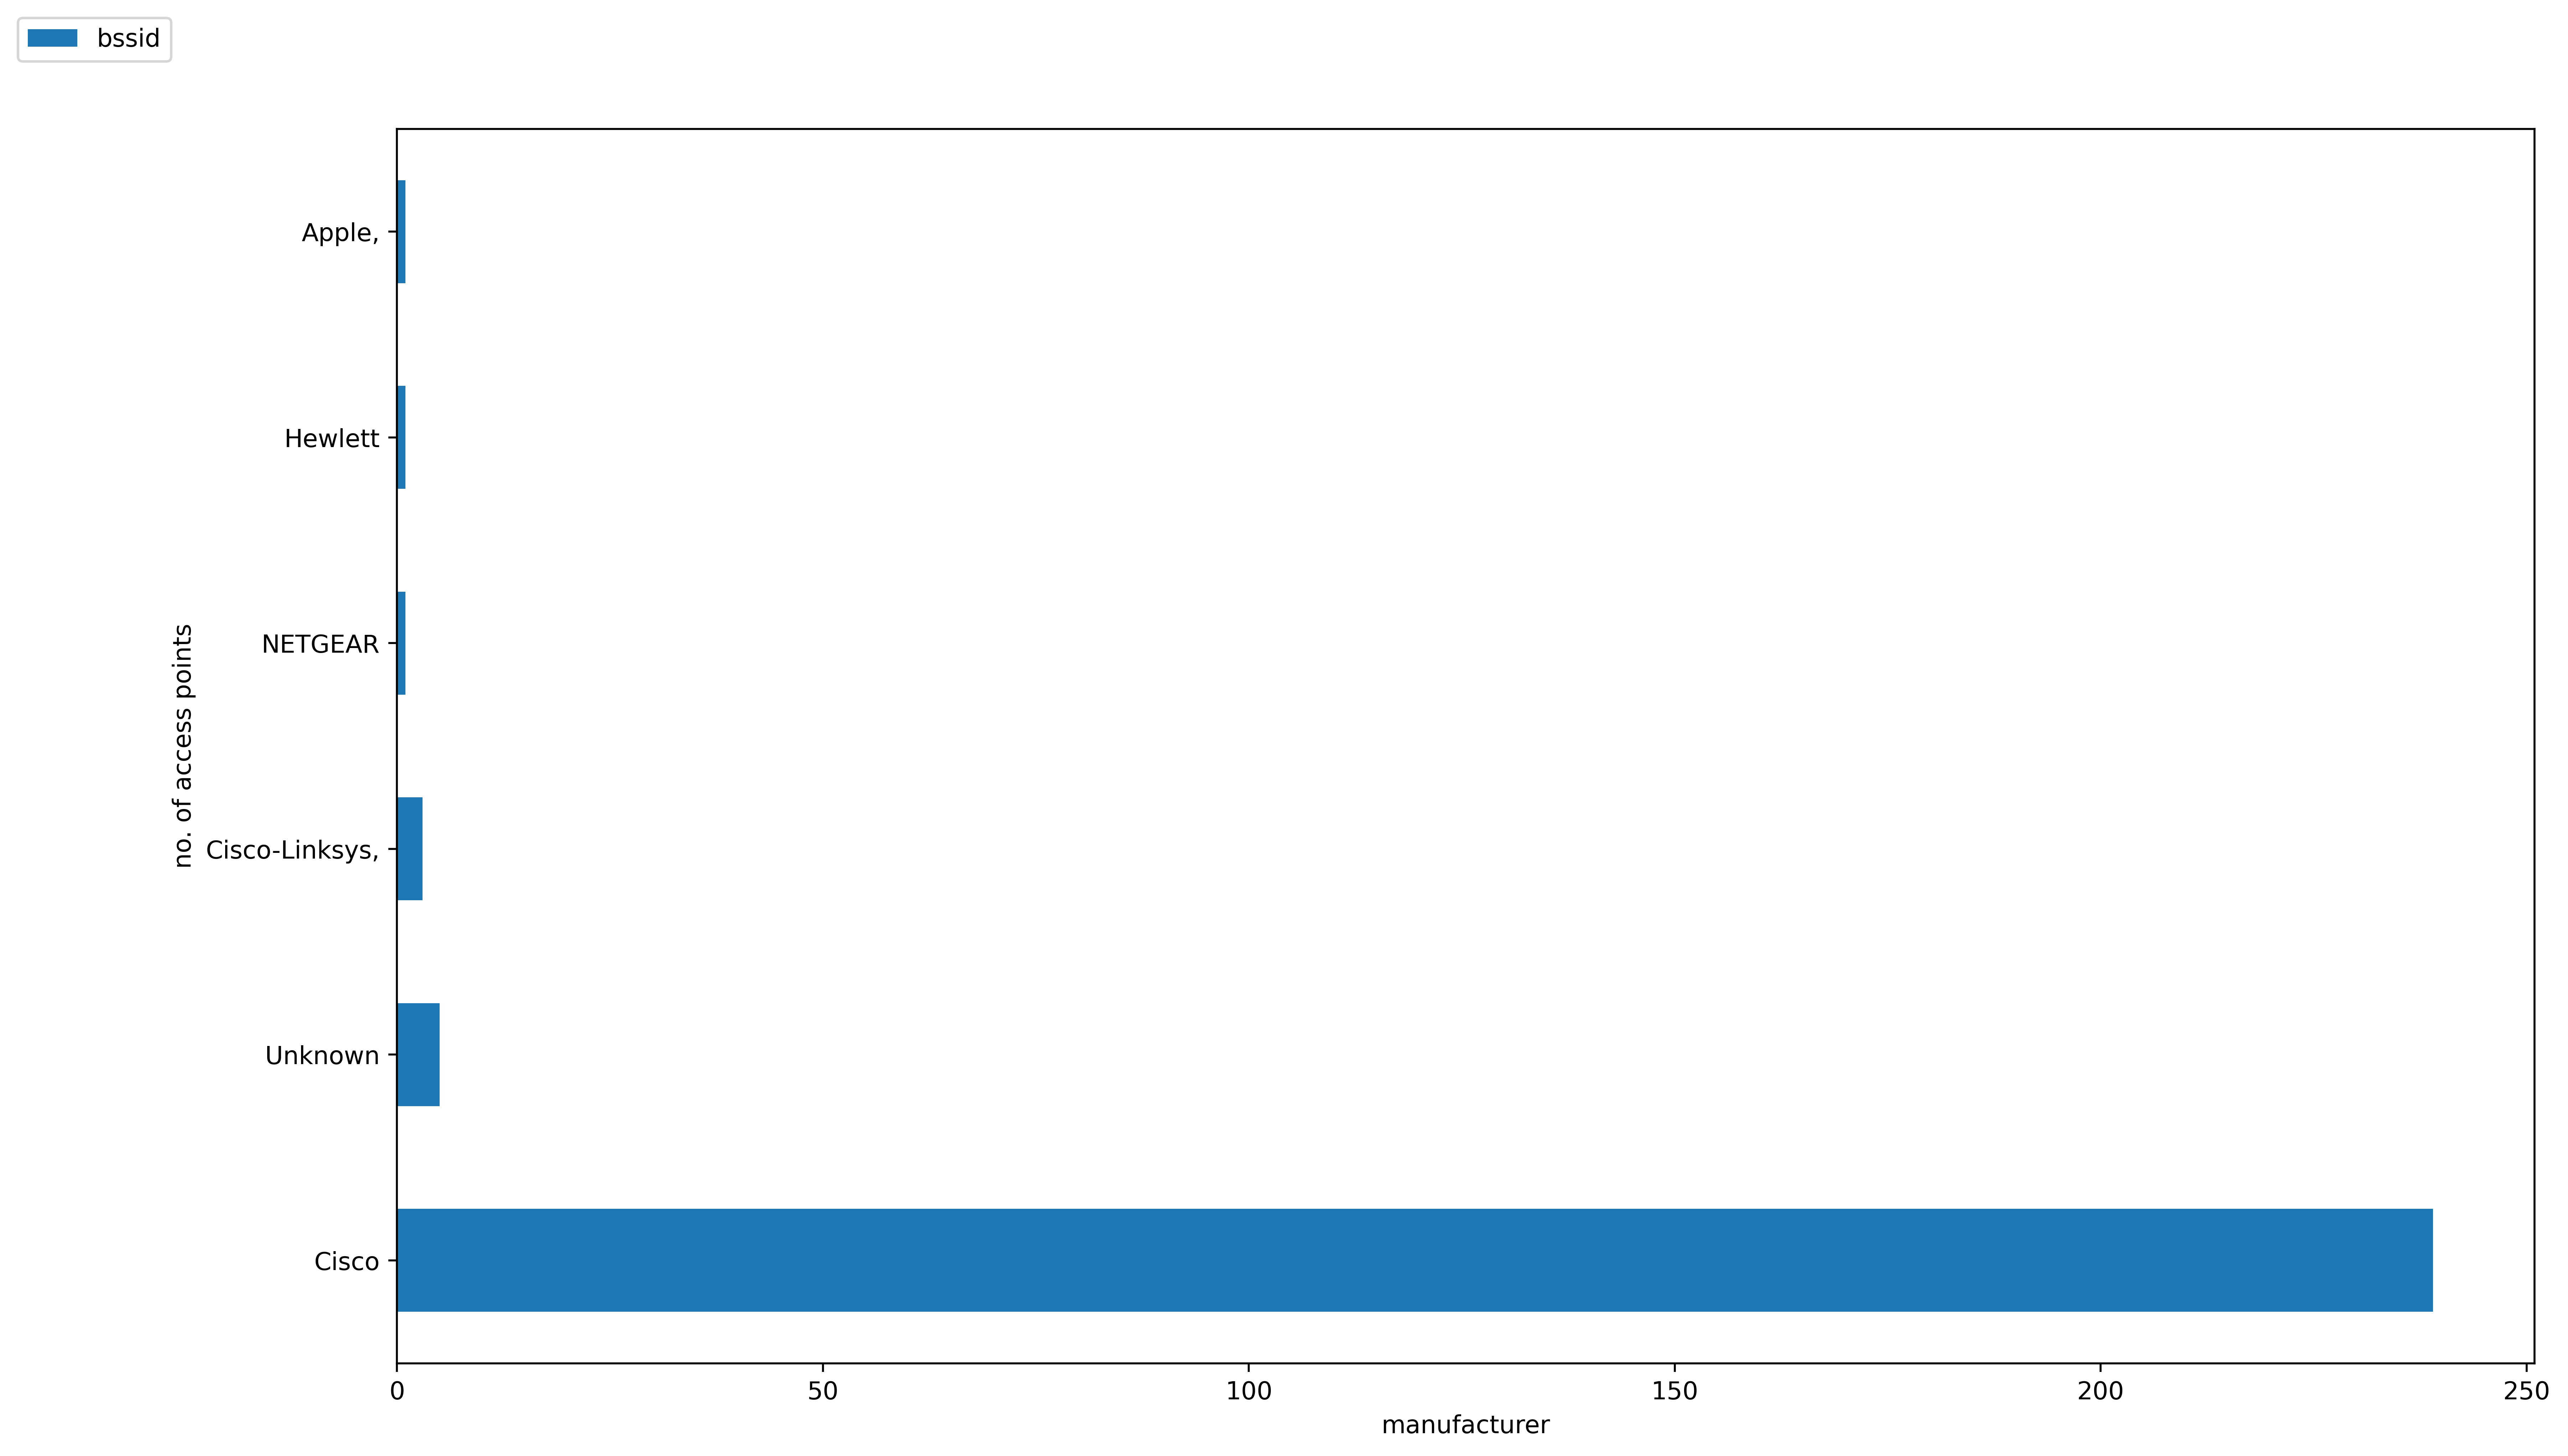 bssid
Apple,
Hewlett
NETGEAR
no. of access points
Cisco-Linksys,
Unknown
Cisco
0 50 100 150 200 250
manufacturer